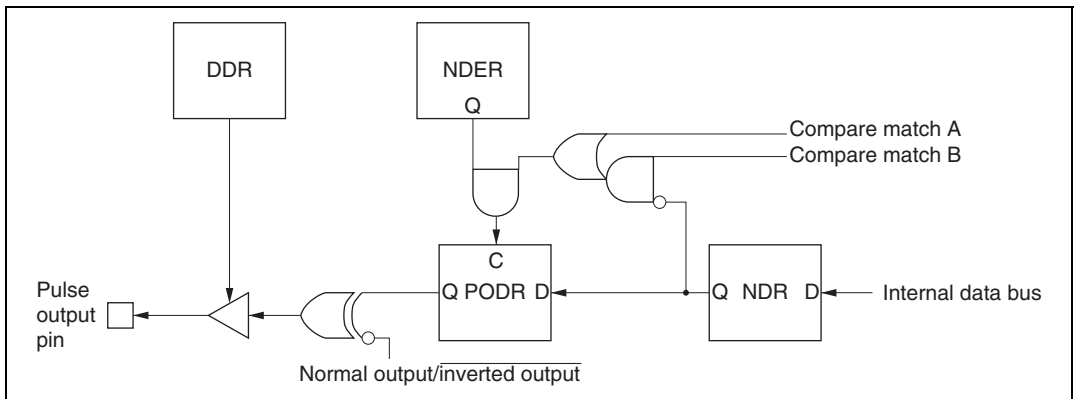 DDR
NDER
Q
Compare match A
Compare match B
C
Q PODR D
Q NDR D
Internal data bus
Pulse
output
pin
Normal output/inverted output